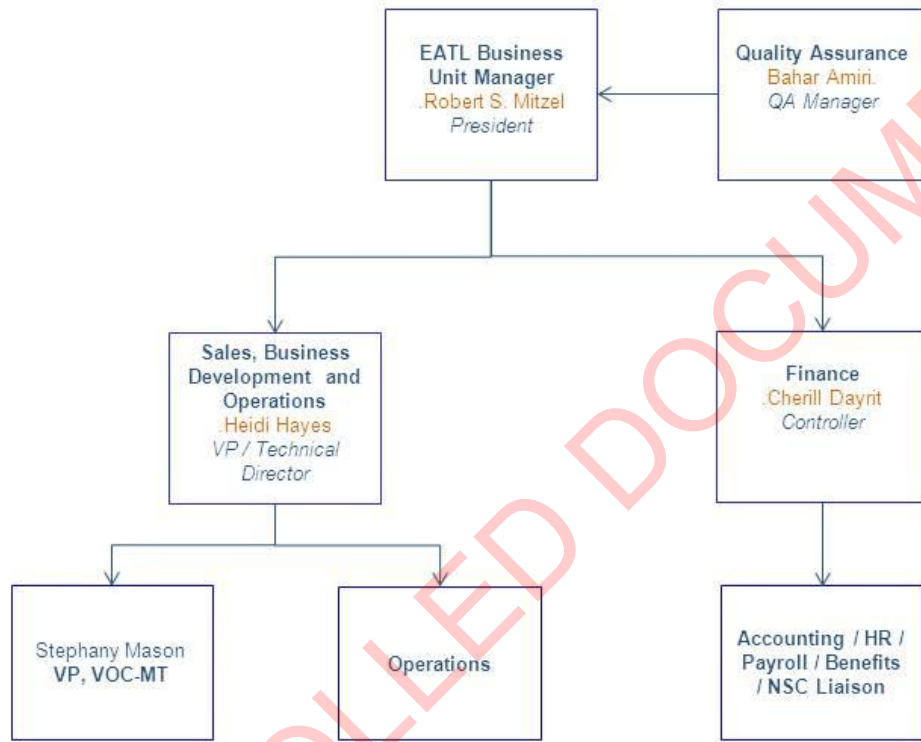 EATL Business
Unit Manager
.Robert S. Mitzel
President
Quality Assurance
Bahar Amiri.
QA Manager
Sales, Business
Development and
Operations
.Heidi Hayes
VP / Technical
Director
Finance
.Cherill Dayrit
Controller
Stephany Mason
VP, VOC-MT
Operations
Accounting / HR /
Payroll / Benefits
/ NSC Liaison